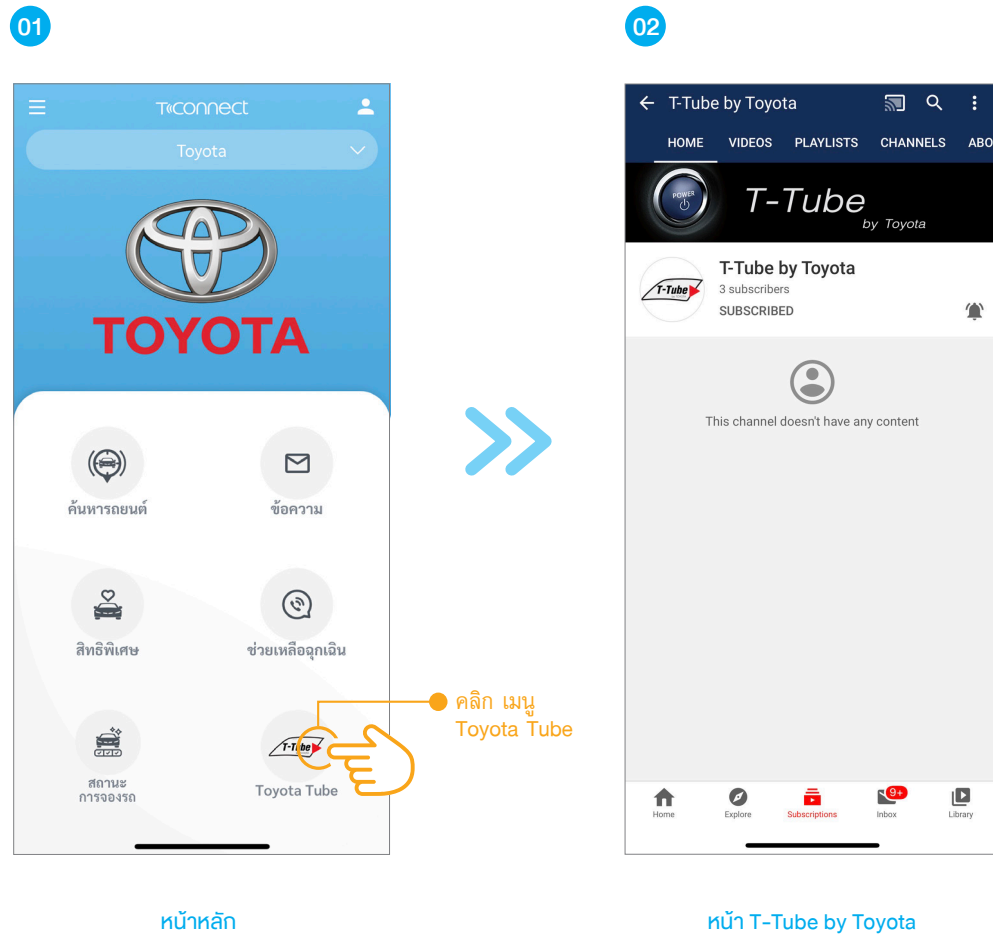 01
02
T-CONNECT
Toyota
TOYOTA
ค้นหารถยนต์
ข้อความ
สิทธิพิเศษ
ช่วยเหลือฉุกเฉิน
สถานะ
การจองรถ
T-Tube
Toyota Tube
คลิก เมนู
Toyota Tube
หน้าหลัก
T-Tube by Toyota
HOME VIDEOS PLAYLISTS CHANNELS ABO
POWER
T-Tube
by Toyota
T-Tube
T-Tube by Toyota
3 subscribers
SUBSCRIBED
This channel doesn't have any content
9+
Home Explore Subscriptions Inbox Library
หน้า T-Tube by Toyota